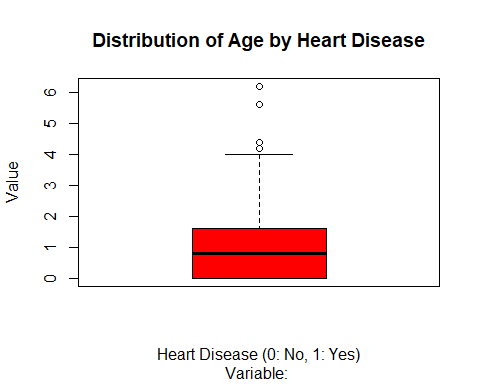 Distribution of Age by Heart Disease
6
5
4
3
2
1
0
Value
Heart Disease (0: No, 1: Yes)
Variable: